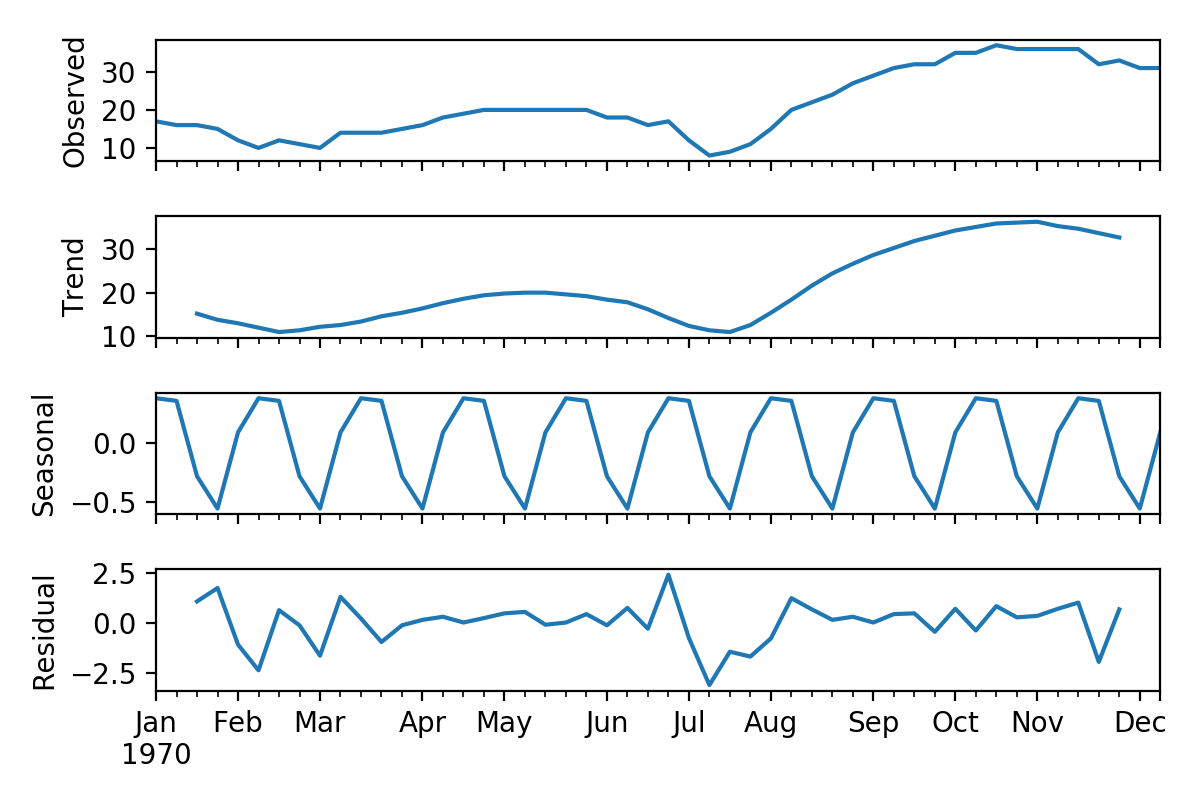 Observed
30
20
10
Trend
30
20
10
Seasonal
0.0
−0.5
Residual
2.5
0.0
−2.5
Jan Feb Mar Apr May Jun Jul Aug Sep Oct Nov Dec
1970